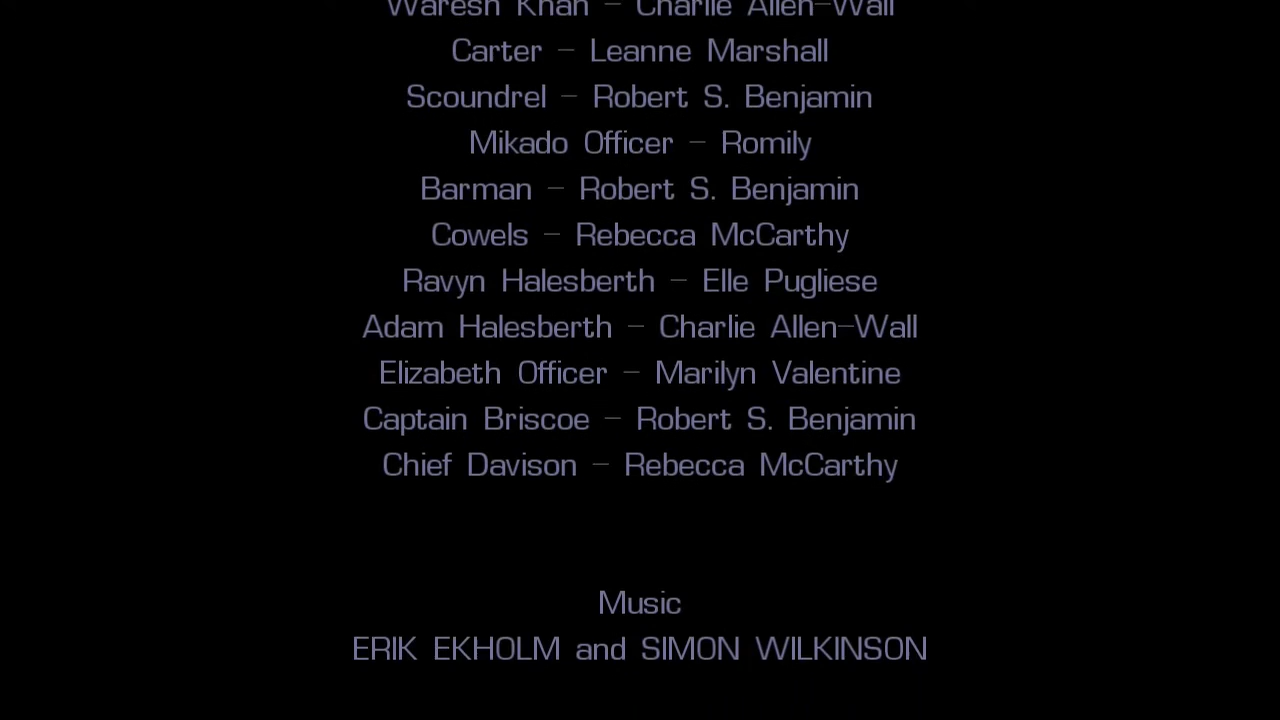 Waresh Khan - Charlie Allen-Wall
Carter - Leanne Marshall
Scoundrel - Robert S. Benjamin
Mikado Officer - Romily
Barman - Robert S. Benjamin
Cowels - Rebecca McCarthy
Ravyn Halesberth - Elle Pugliese
Adam Halesberth - Charlie Allen-Wall
Elizabeth Officer - Marilyn Valentine
Captain Briscoe - Robert S. Benjamin
Chief Davison - Rebecca McCarthy
Music
ERIK EKHOLM and SIMON WILKINSON